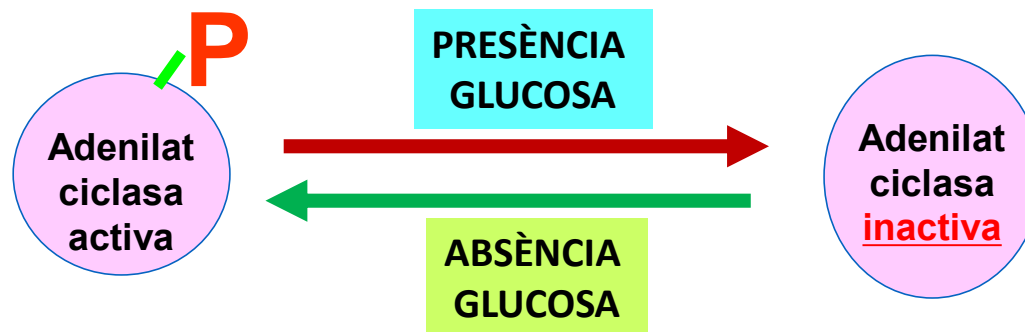 P
Adenilat
ciclasa
activa
PRESÈNCIA
GLUCOSA
ABSÈNCIA
GLUCOSA
Adenilat
ciclasa
inactiva